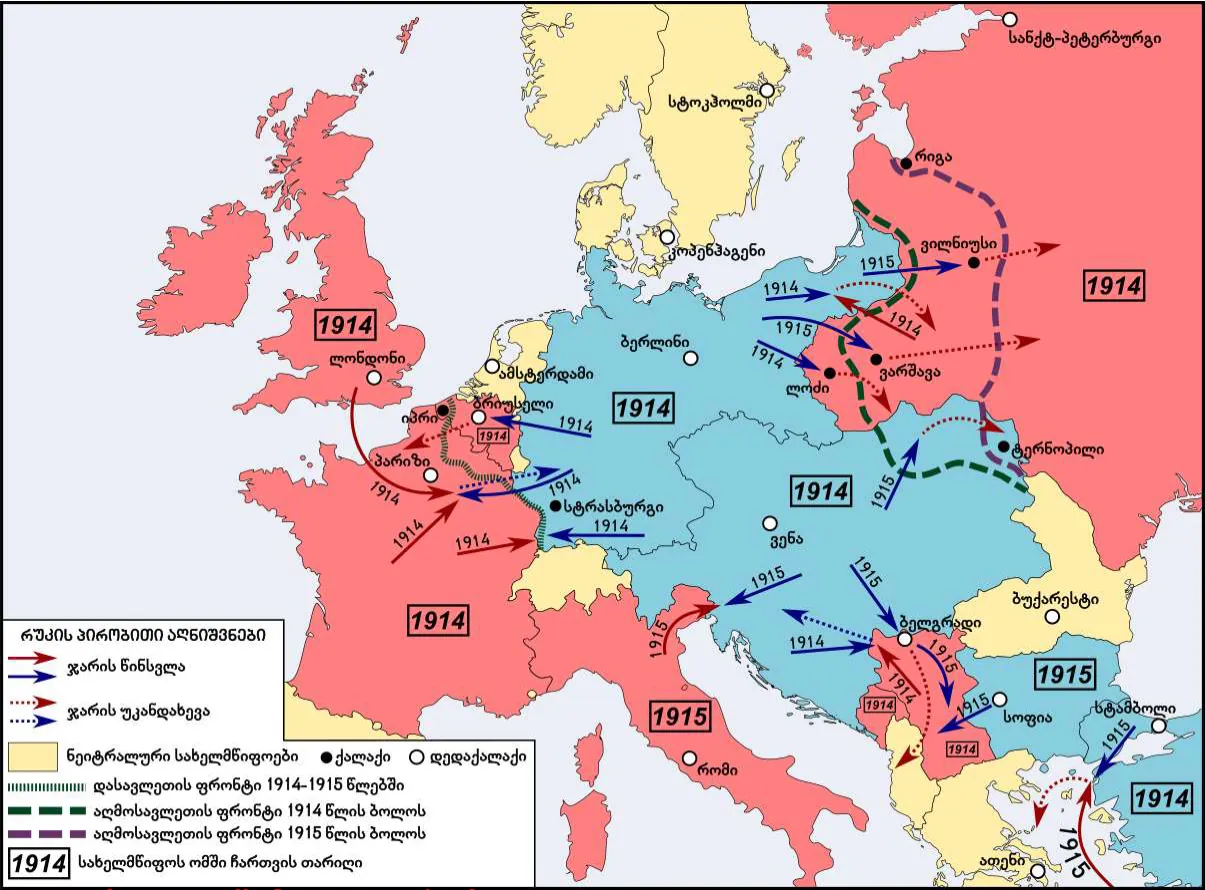 სანქტ-პეტერბურგი
სტოკჰოლმი
რიგა
კოპენჰაგენი
ვილნიუსი
1915
1914
1914
1914
1914
1915
ბერლინი
1914
ლონდონი
ვარშავა
ამსტერდამი
ლოძი
ბრიუსელი
1914
იპრი
1914
1914
ტერნოპილი
პარიზი
1914
1914
1914
1915
სტრასბურგი
1914
1914
1914
ვენა
1915
1915
ბუქარესტი
1914
ბელგრადი
1915
1914
1915
1914
1915
1914
1915
სტამბოლი
1915
სოფია
1915
1914
რომი
1914
1915
ათენი
რუკის პირობითი აღნიშვნები
ჯარის წინსვლა
ჯარის უკანდახევა
ნეიტრალური სახელმწიფოები
ქალაქი
დედაქალაქი
დასავლეთის ფრონტი 1914-1915 წლებში
აღმოსავლეთის ფრონტი 1914 წლის ბოლოს
აღმოსავლეთის ფრონტი 1915 წლის ბოლოს
1914 სახელმწიფოს ომში ჩართვის თარიღი